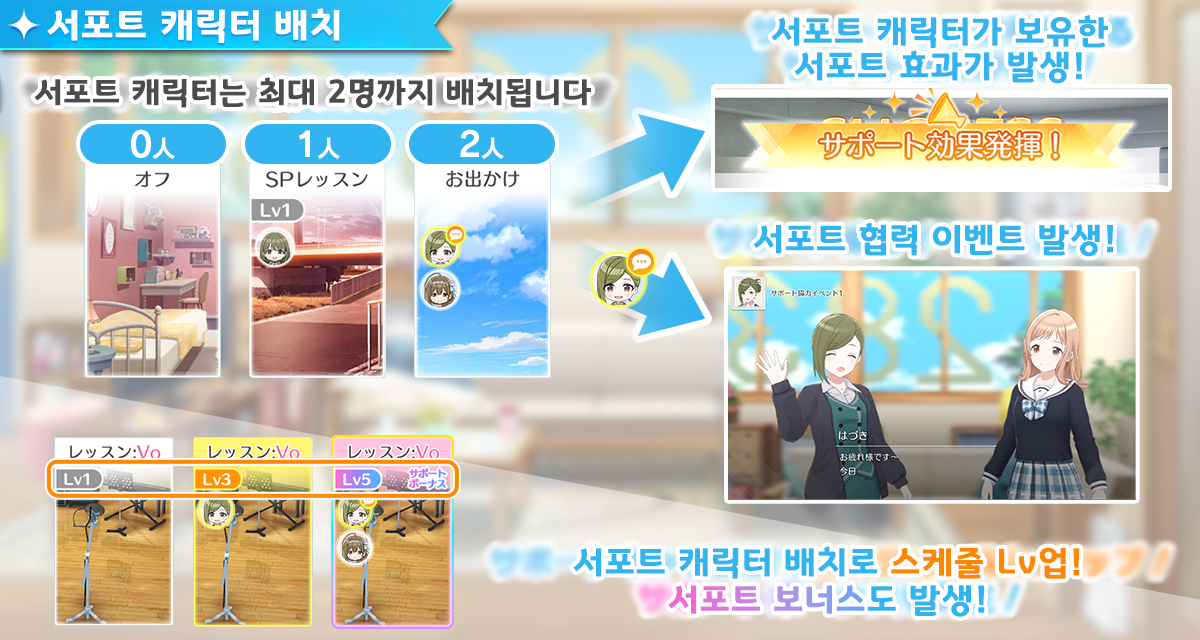 서포트 캐릭터 배치
서포트 캐릭터는 최대 2명까지 배치됩니다
0人
1人
2人
オフ
SPレッスン
お出かけ
Lv1
서포트 캐릭터가 보유한
서포트 효과가 발생!
サポート効果発揮！
서포트 협력 이벤트 발생!
サポート協力イベント1
はづき
お疲れ様です～
今日
レッスン:Vo
レッスン:Vo
レッスン:Vo
Lv1
Lv3
Lv5
サポート
ボーナス
서포트 캐릭터 배치로 스케줄 Lv업!
서포트 보너스도 발생!